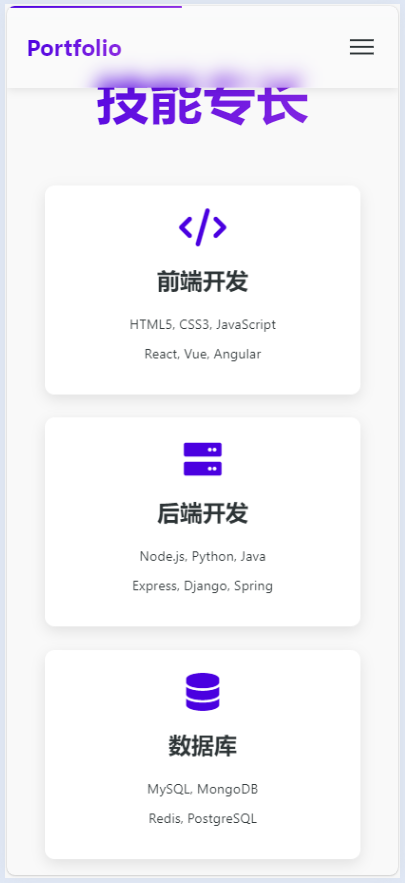 Portfolio
技能专长
前端开发
HTML5, CSS3, JavaScript
React, Vue, Angular
后端开发
Node.js, Python, Java
Express, Django, Spring
数据库
MySQL, MongoDB
Redis, PostgreSQL